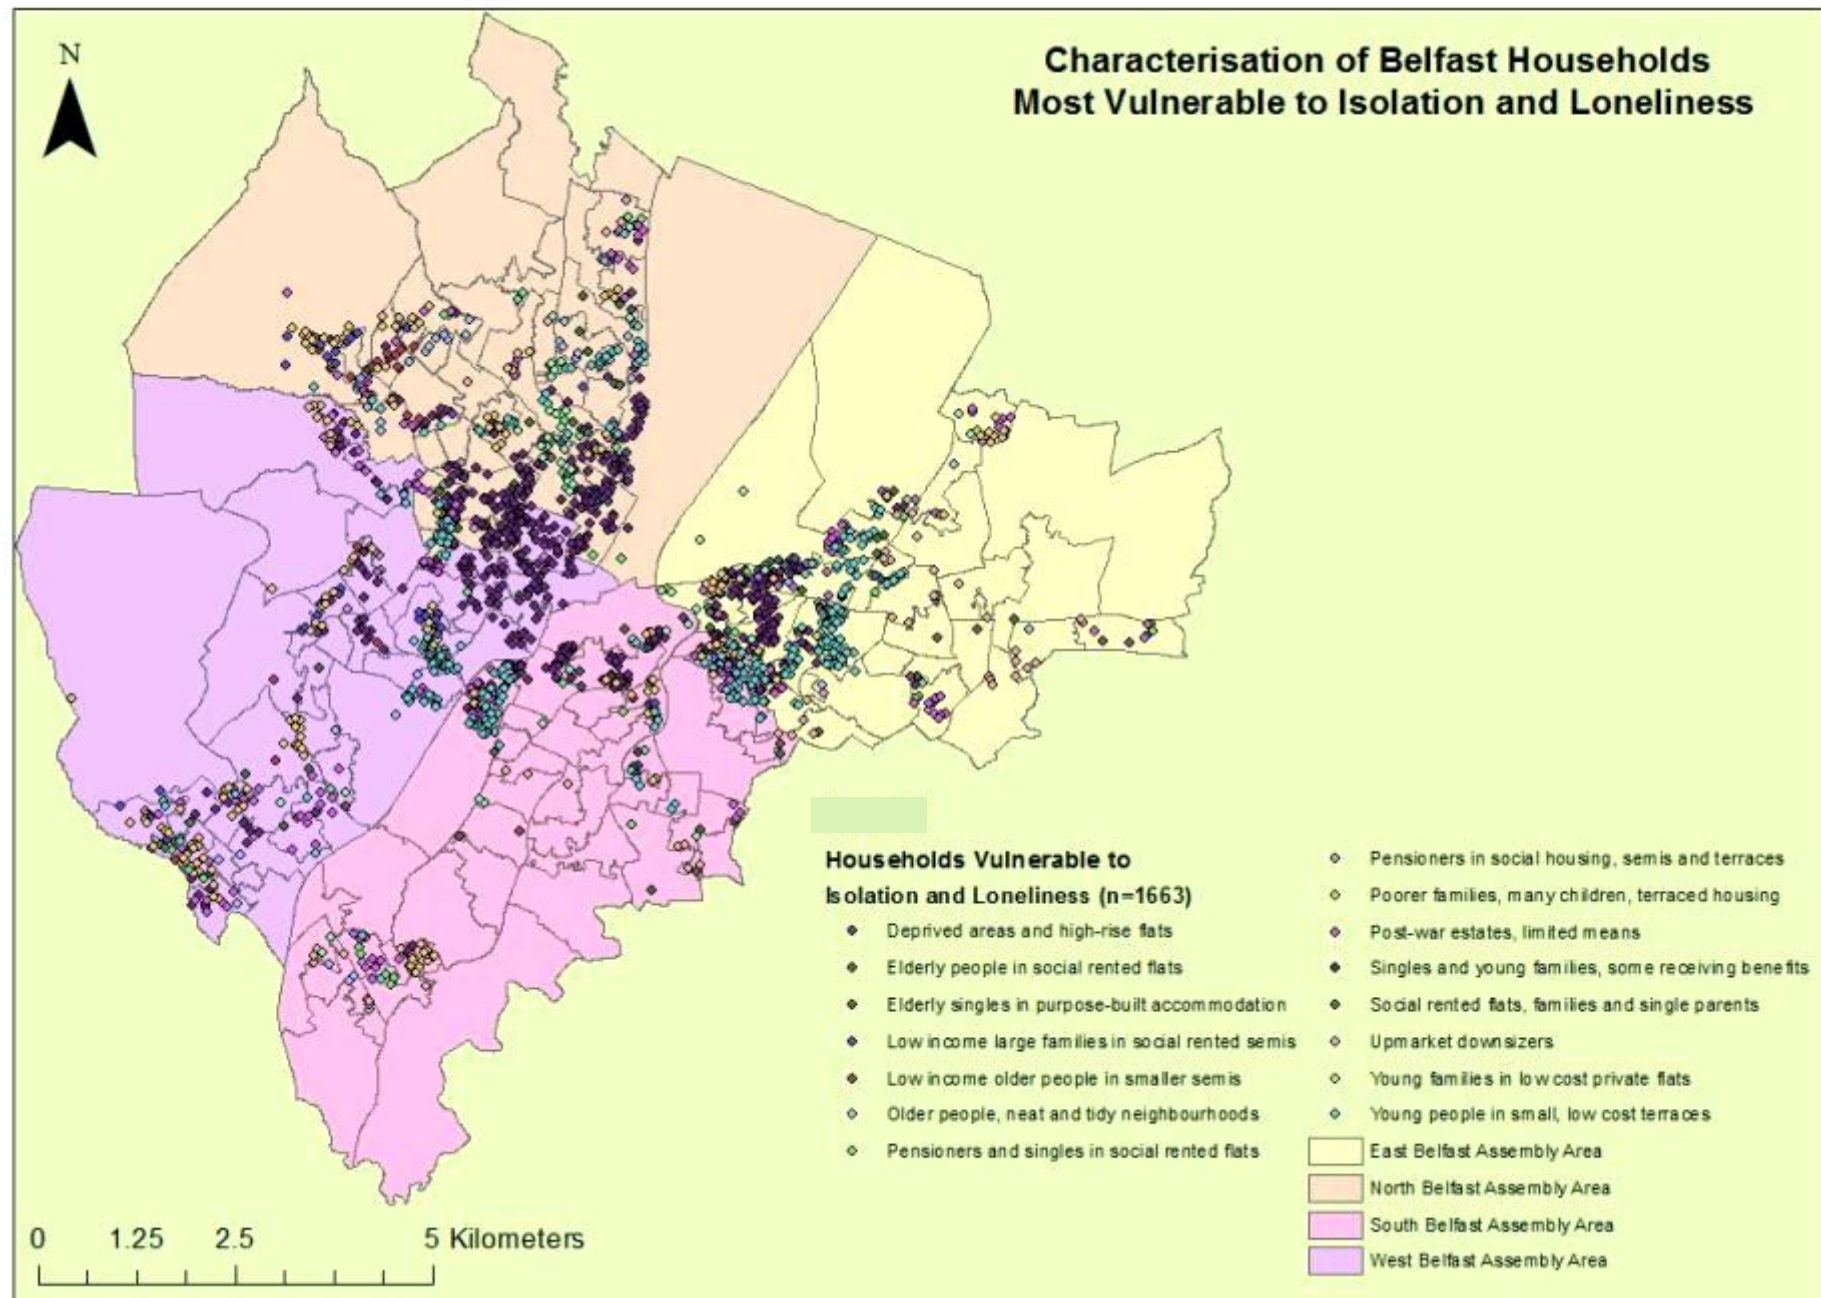 N
Characterisation of Belfast Households
Most Vulnerable to Isolation and Loneliness
Households Vulnerable to
Isolation and Loneliness (n=1663)
Deprived areas and high-rise flats
Elderly people in social rented flats
Elderly singles in purpose-built accommodation
Low income large families in social rented semis
Low income older people in smaller semis
Older people, neat and tidy neighbourhoods
Pensioners and singles in social rented flats
Pensioners in social housing, semis and terraces
Poorer families, many children, terraced housing
Post-war estates, limited means
Singles and young families, some receiving benefits
Social rented flats, families and single parents
Upmarket downsizers
Young families in low cost private flats
Young people in small, low cost terraces
East Belfast Assembly Area
North Belfast Assembly Area
South Belfast Assembly Area
West Belfast Assembly Area
0 1.25 2.5 5 Kilometers